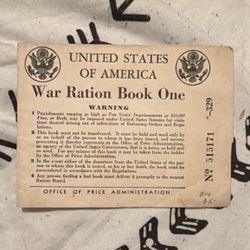 UNITED STATES
OF AMERICA
War Ration Book One
WARNING
1 Punishments ranging as high as Ten Years' Imprisonment or $10,000
Fine, or Both, may be imposed under United States Statutes for viola-
tions thereof arising out of infractions of Rationing Orders and Regu-
lations.
2 This book must not be transferred. It must be held and used only by
or on behalf of the person to whom it has been issued, and anyone
presenting it thereby represents to the Office of Price Administration,
an agency of the United States Government, that it is being so held and
so used. For any misuse of this book it may be taken from the holder
by the Office of Price Administration.
3 In the event either of the departure from the United States of the per-
son to whom this book is issued, or his or her death, the book must be
surrendered in accordance with the Regulations.
4 Any person finding a lost book must deliver it promptly to the nearest
Ration Board.
OFFICE OF PRICE ADMINISTRATION
No. 515171
-329